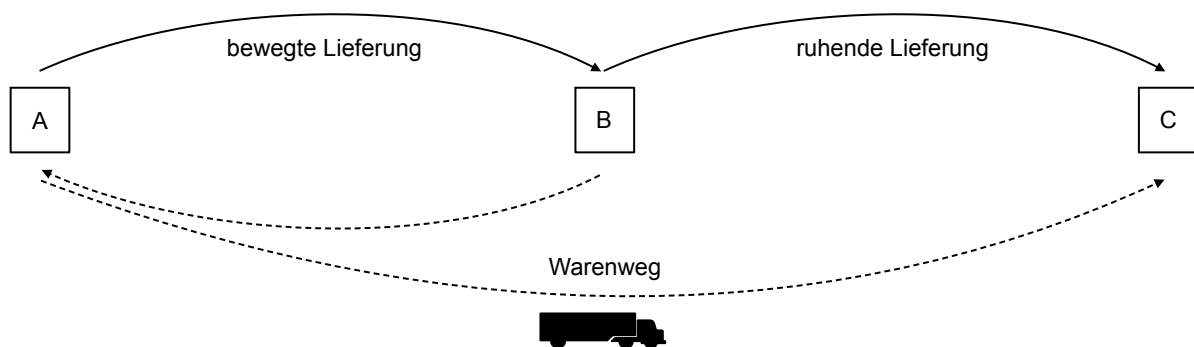 bewegte Lieferung
ruhende Lieferung
A
B
C
Warenweg